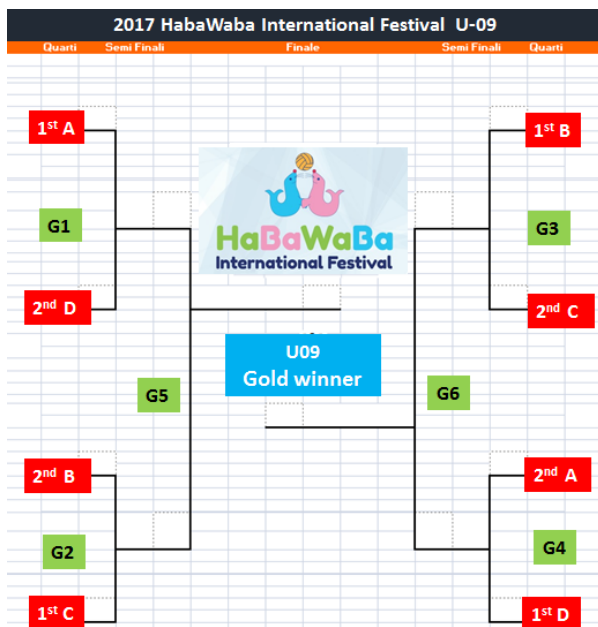 2017 HabaWaba International Festival U-09
Quarti Semi Finali Finale Semi Finali Quarti
1st A
1st B
HaBaWaBa
International Festival
G1
G3
2nd D
2nd C
U09
Gold winner
G5
G6
2nd B
2nd A
G2
G4
1st C
1st D